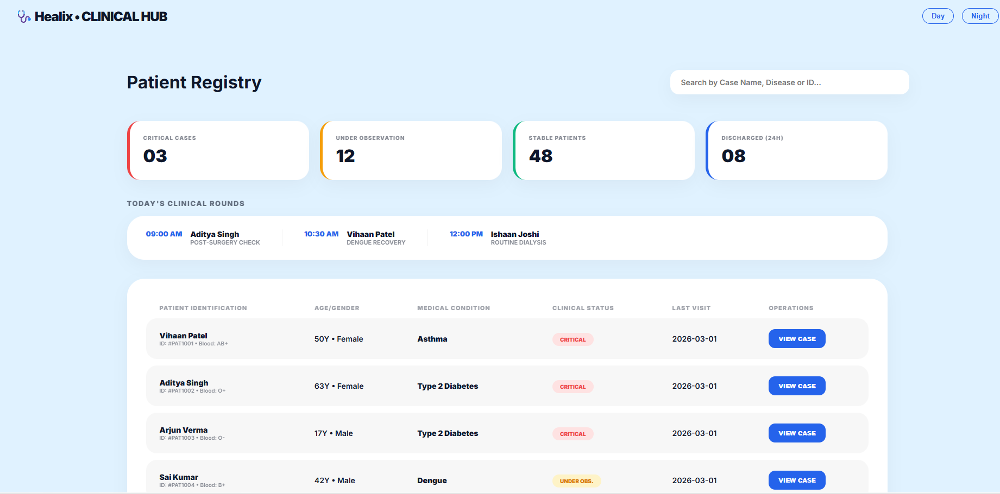 Healix • CLINICAL HUB
Day
Night
Patient Registry
Search by Case Name, Disease or ID...
CRITICAL CASES
03
UNDER OBSERVATION
12
STABLE PATIENTS
48
DISCHARGED (24H)
08
TODAY'S CLINICAL ROUNDS
09:00 AM
Aditya Singh
POST-SURGERY CHECK
10:30 AM
Vihaan Patel
DENGUE RECOVERY
12:00 PM
Ishaan Joshi
ROUTINE DIALYSIS
PATIENT IDENTIFICATION AGE/GENDER MEDICAL CONDITION CLINICAL STATUS LAST VISIT OPERATIONS
Vihaan Patel
ID: #PAT1001 • Blood: AB+
50Y • Female Asthma CRITICAL 2026-03-01 VIEW CASE
Aditya Singh
ID: #PAT1002 • Blood: O+
63Y • Female Type 2 Diabetes CRITICAL 2026-03-01 VIEW CASE
Arjun Verma
ID: #PAT1003 • Blood: O-
17Y • Male Type 2 Diabetes CRITICAL 2026-03-01 VIEW CASE
Sai Kumar
ID: #PAT1004 • Blood: B+
42Y • Male Dengue UNDER OBS. 2026-03-01 VIEW CASE